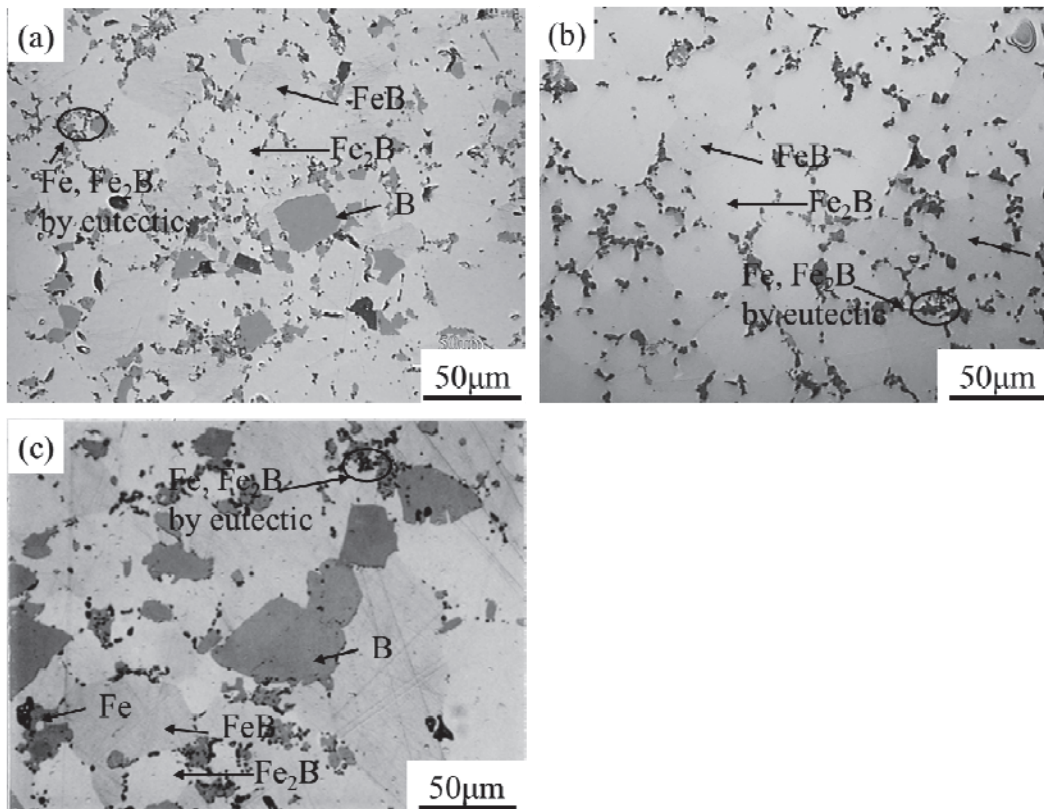 (a)
FeB
Fe₂B
Fe, Fe₂B
by eutectic
B
50μm
50μm
(b)
FeB
Fe₂B
Fe, Fe₂B
by eutectic
50μm
(c)
Fe, Fe₂B
by eutectic
B
Fe
FeB
Fe₂B
50μm